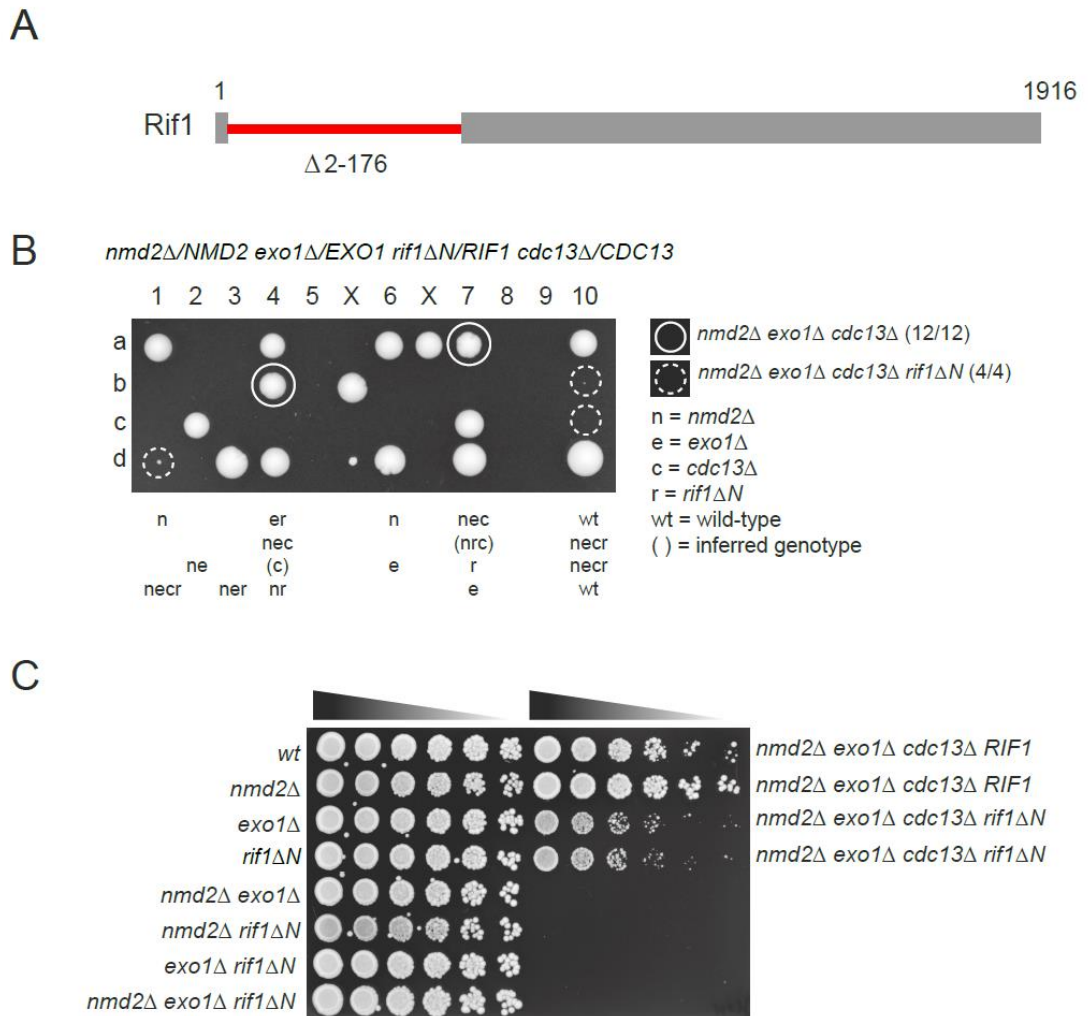 A
1 1916
Rif1
Δ2-176
B
nmd2Δ/NMD2 exo1Δ/EXO1 rif1ΔN/RIF1 cdc13Δ/CDC13
1 2 3 4 5 X 6 X 7 8 9 10
a
b
c
d
n er n nec wt
nec (nrc) necr
ne (c) e r necr
necr ner nr e wt
nmd2Δ exo1Δ cdc13Δ (12/12)
nmd2Δ exo1Δ cdc13Δ rif1ΔN (4/4)
n = nmd2Δ
e = exo1Δ
c = cdc13Δ
r = rif1ΔN
wt = wild-type
( ) = inferred genotype
C
wt
nmd2Δ
exo1Δ
rif1ΔN
nmd2Δ exo1Δ
nmd2Δ rif1ΔN
exo1Δ rif1ΔN
nmd2Δ exo1Δ rif1ΔN
nmd2Δ exo1Δ cdc13Δ RIF1
nmd2Δ exo1Δ cdc13Δ RIF1
nmd2Δ exo1Δ cdc13Δ rif1ΔN
nmd2Δ exo1Δ cdc13Δ rif1ΔN